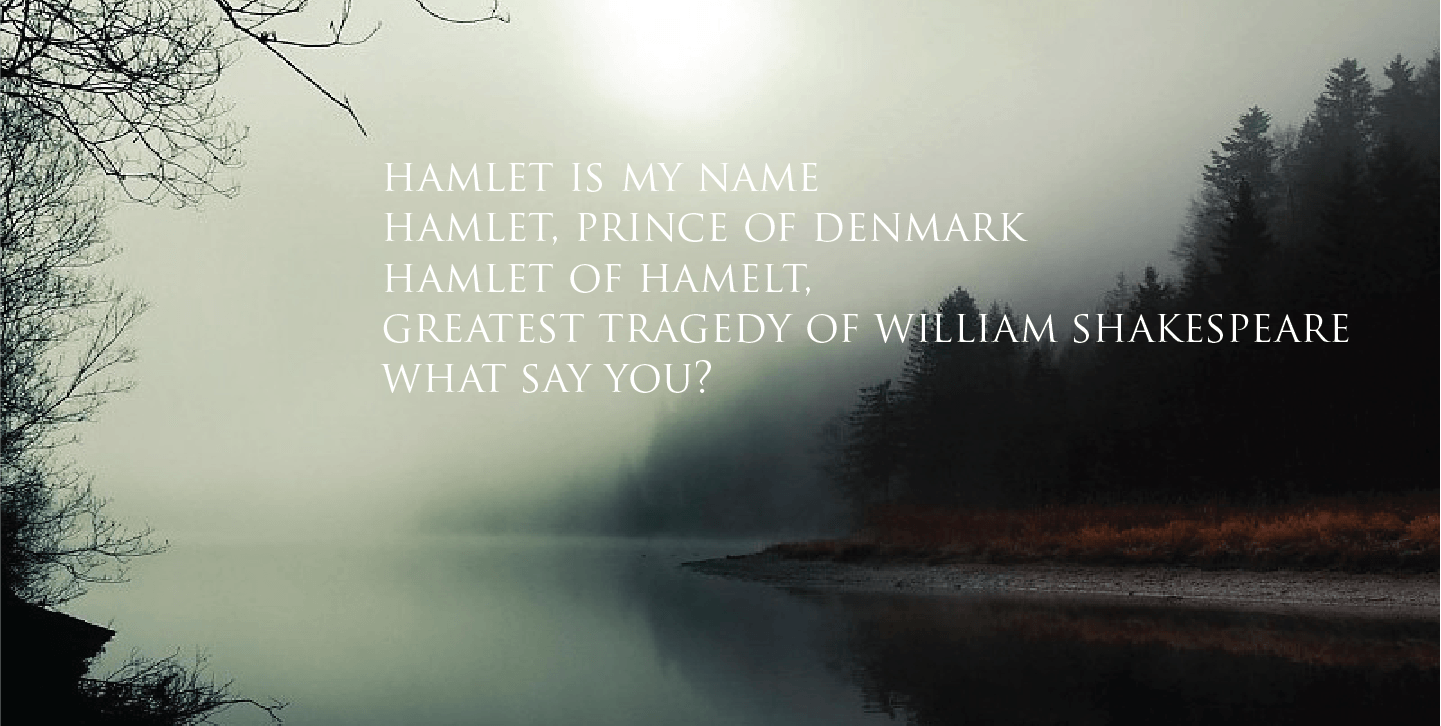 HAMLET IS MY NAME
HAMLET, PRINCE OF DENMARK
HAMLET OF HAMELT,
GREATEST TRAGEDY OF WILLIAM SHAKESPEARE
WHAT SAY YOU?